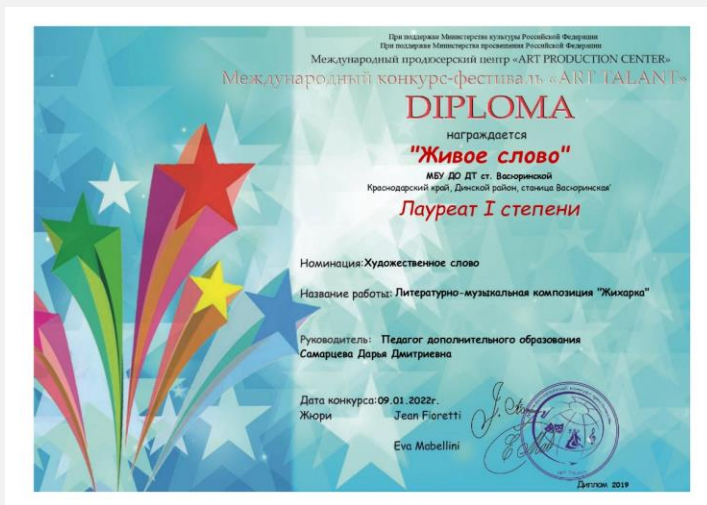 При поддержке Министерства культуры Российской Федерации
При поддержке Министерства просвещения Российской Федерации
Международный продюсерский центр «ART PRODUCTION CENTER»
Международный конкурс-фестиваль «ART TALANT»
DIPLOMA
награждается
"Живое слово"
МБУ ДО ДТ ст. Васюринской
Краснодарский край, Динской район, станица Васюринская
Лауреат I степени
Номинация:Художественное слово
Название работы: Литературно-музыкальная композиция "Жихарка"
Руководитель: Педагог дополнительного образования
Самарцева Дарья Дмитриевна
Дата конкурса:09.01.2022г.
Жюри Jean Fioretti
Eva Mabellini
ART TALANT
Диплом 2019